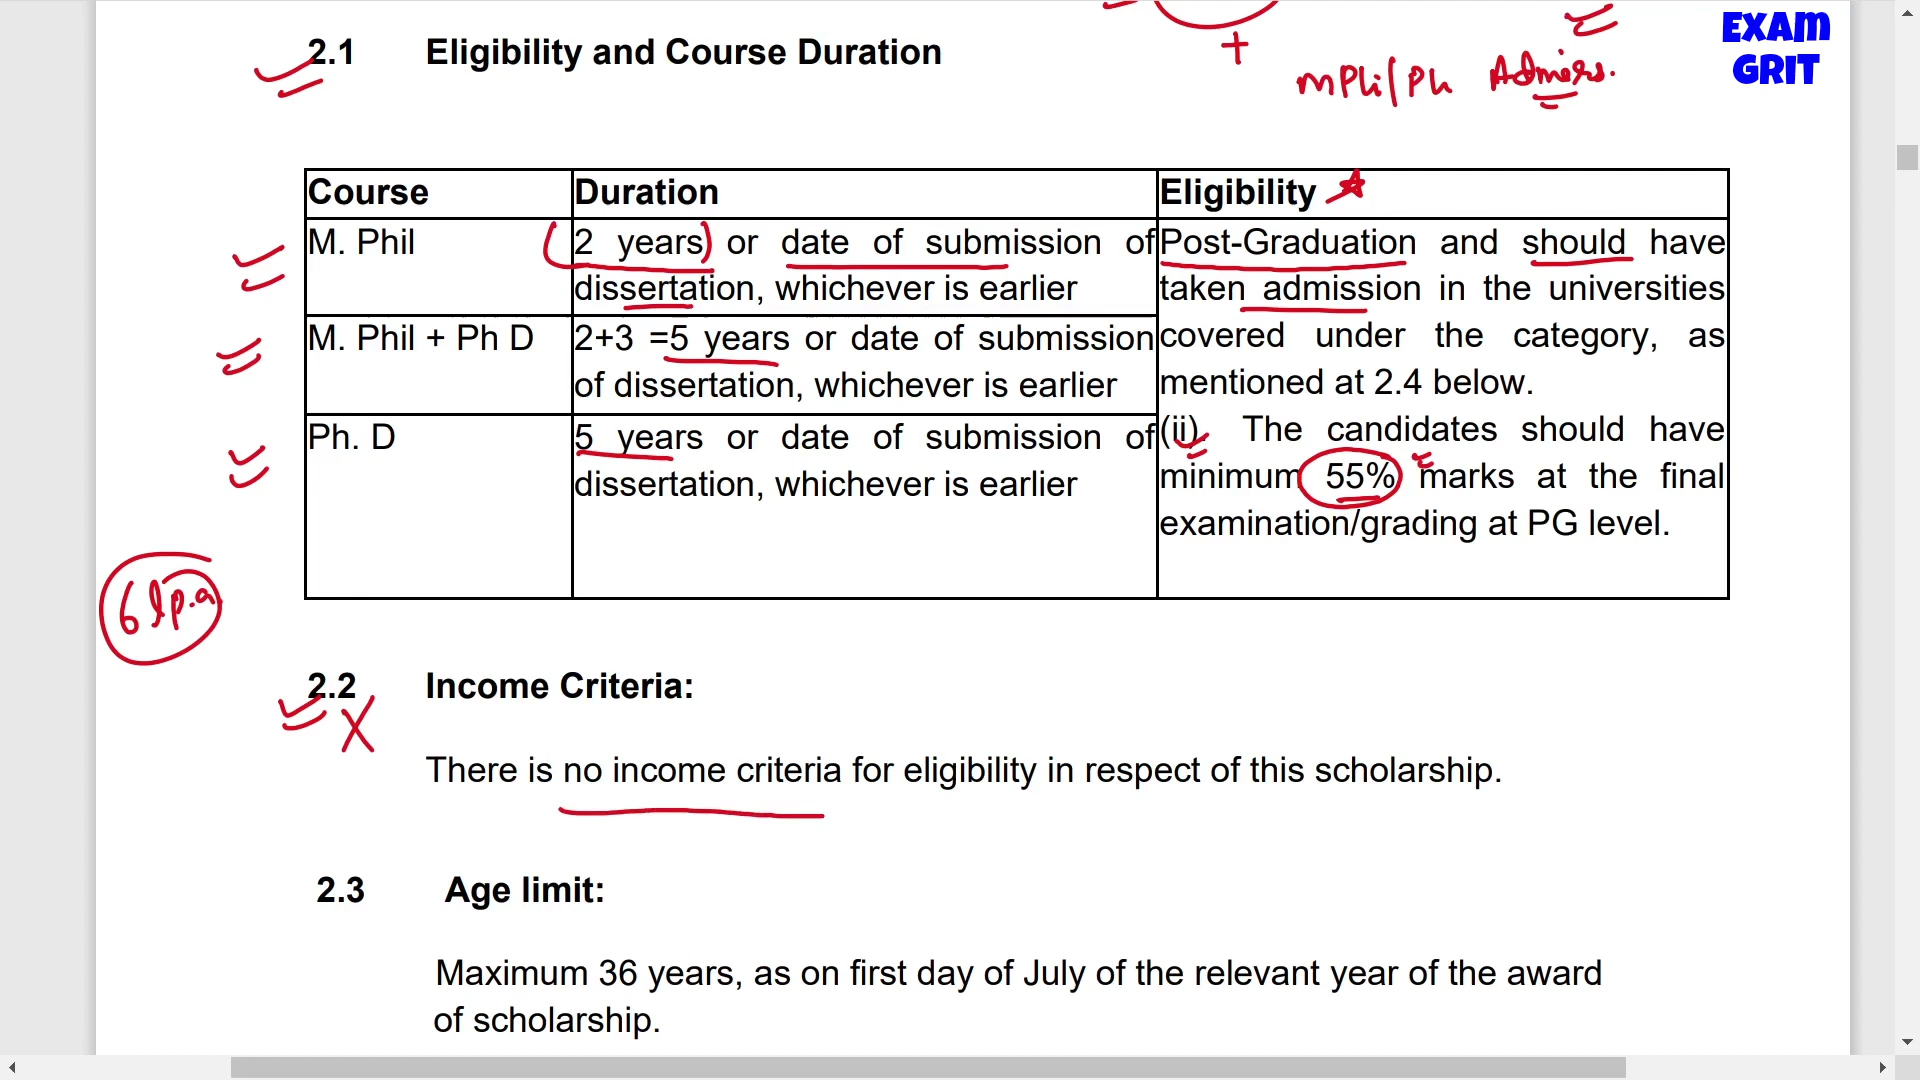 EXAM
GRIT
2.1 Eligibility and Course Duration
+
MPhi/Ph
Course Duration Eligibility
M. Phil
2 years or date of submission of
dissertation, whichever is earlier
M. Phil + Ph D
2+3 =5 years or date of submission
of dissertation, whichever is earlier
Ph. D
5 years or date of submission of
dissertation, whichever is earlier
Post-Graduation and should have
taken admission in the universities
covered under the category, as
mentioned at 2.4 below.
(ii). The candidates should have
minimum 55% marks at the final
examination/grading at PG level.
6 lp.a
2.2 Income Criteria:
There is no income criteria for eligibility in respect of this scholarship.
2.3 Age limit:
Maximum 36 years, as on first day of July of the relevant year of the award
of scholarship.